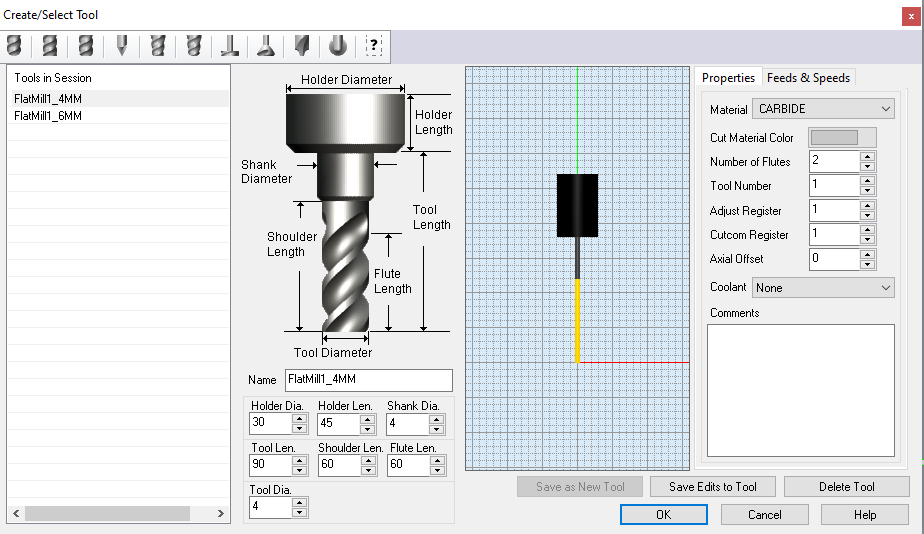 Create/Select Tool
x
?
Tools in Session
FlatMill1_4MM
FlatMill1_6MM
Holder Diameter
Holder
Length
Shank
Diameter
Tool
Length
Shoulder
Length
Flute
Length
Tool Diameter
Name FlatMill1_4MM
Holder Dia. Holder Len. Shank Dia.
30 45 4
Tool Len. Shoulder Len. Flute Len.
90 60 60
Tool Dia.
4
Properties Feeds & Speeds
Material CARBIDE
Cut Material Color
Number of Flutes 2
Tool Number 1
Adjust Register 1
Cutcom Register 1
Axial Offset 0
Coolant None
Comments
Save as New Tool Save Edits to Tool Delete Tool
OK Cancel Help